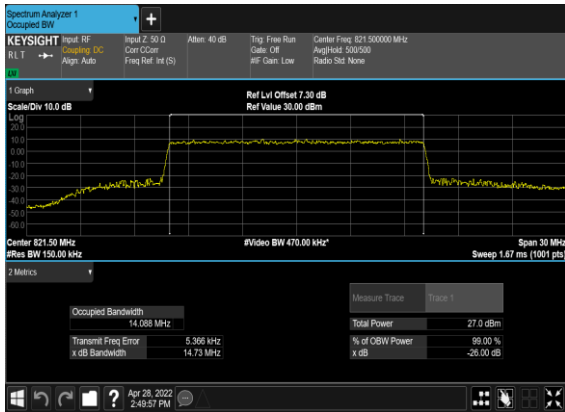 Spectrum Analyzer 1
Occupied BW
KEYSIGHT Input: RF Input Z: 50 Ω Atten: 40 dB Trig: Free Run Center Freq: 821.500000 MHz
RLT Coupling: DC Corr CCorr Gate: Off Avg|Hold: 500/500
Align: Auto Freq Ref: Int (S) #IF Gain: Low Radio Std: None
LXI
1 Graph Ref Lvl Offset 7.30 dB
Scale/Div 10.0 dB Ref Value 30.00 dBm
Log
20.0
10.0
0.00
-10.0
-20.0
-30.0
-40.0
-50.0
-60.0
Center 821.50 MHz #Video BW 470.00 kHz* Span 30 MHz
#Res BW 150.00 kHz Sweep 1.67 ms (1001 pts)
2 Metrics
Measure Trace Trace 1
Occupied Bandwidth
14.088 MHz Total Power 27.0 dBm
Transmit Freq Error 5.366 kHz % of OBW Power 99.00 %
x dB Bandwidth 14.73 MHz x dB -26.00 dB
? Apr 28, 2022
2:49:57 PM